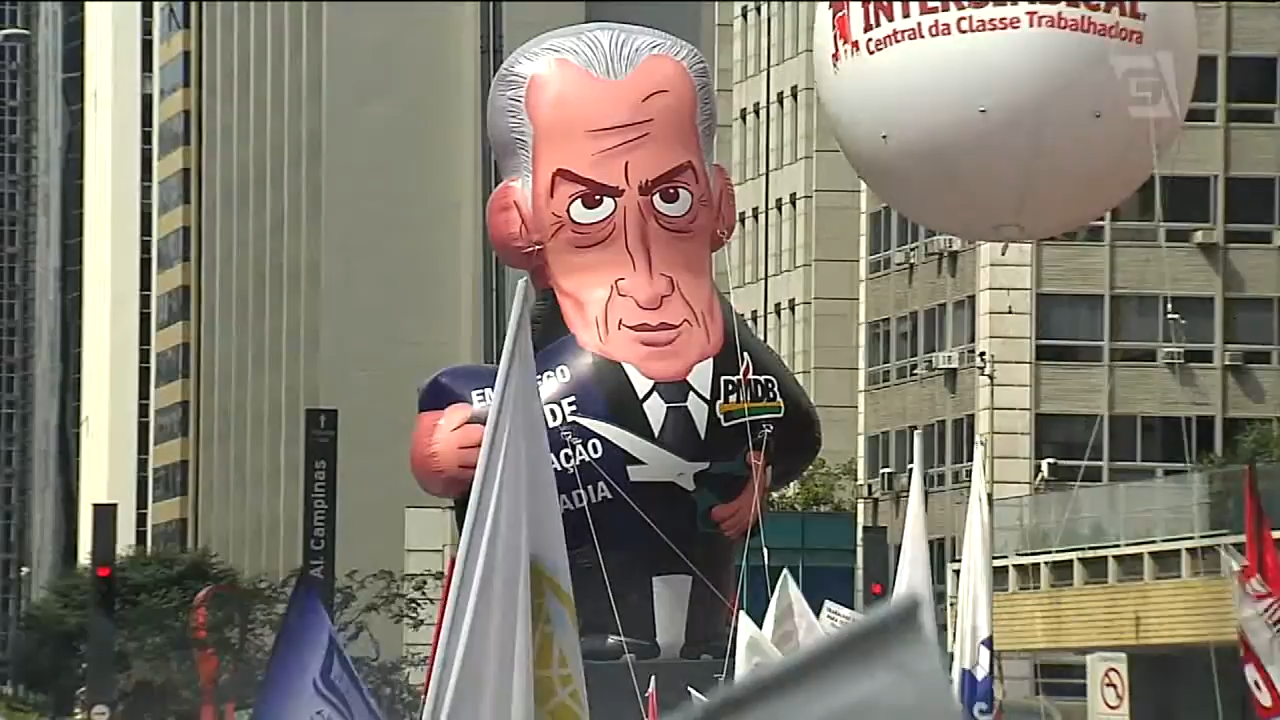 INTERSINDICAL
Central da Classe Trabalhadora
PMDB
DE
AÇÃO
ADIA
Al. Campinas